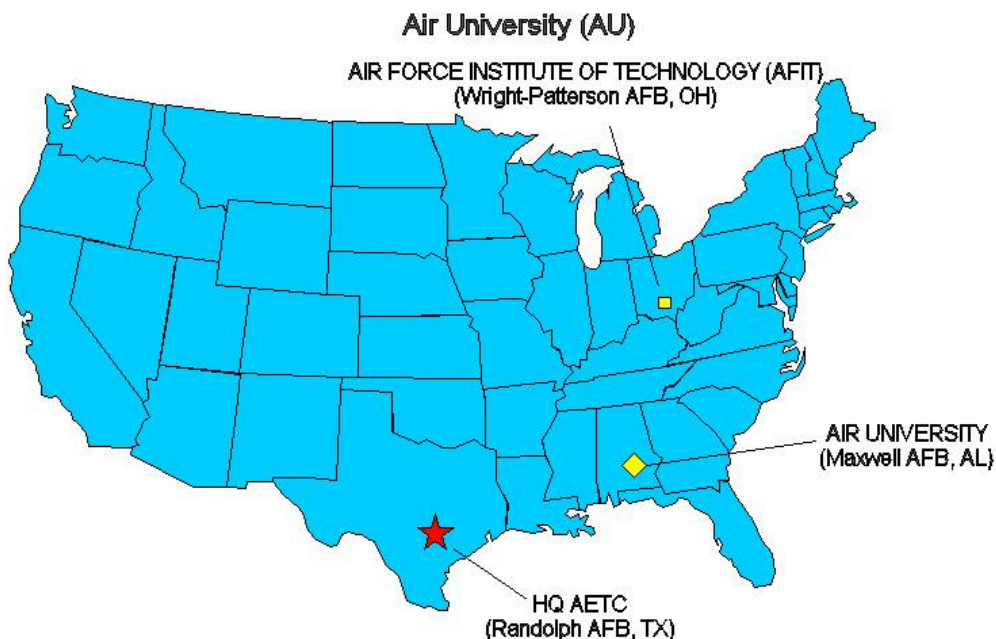 Air University (AU)
AIR FORCE INSTITUTE OF TECHNOLOGY (AFIT)
(Wright-Patterson AFB, OH)
AIR UNIVERSITY
(Maxwell AFB, AL)
HQ AETC
(Randolph AFB, TX)